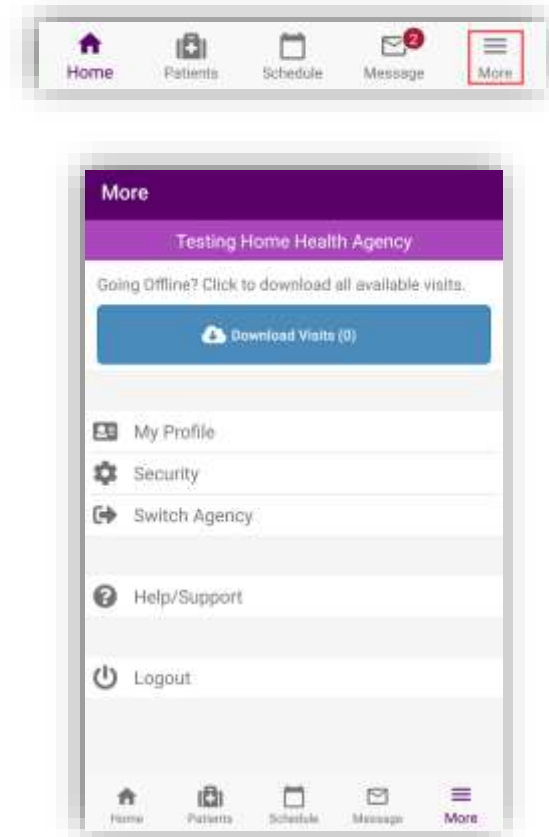 2
Home Patients Schedule Message More
More
Testing Home Health Agency
Going Offline? Click to download all available visits.
Download Visits (0)
My Profile
Security
Switch Agency
Help/Support
Logout
Home Patients Schedule Message More